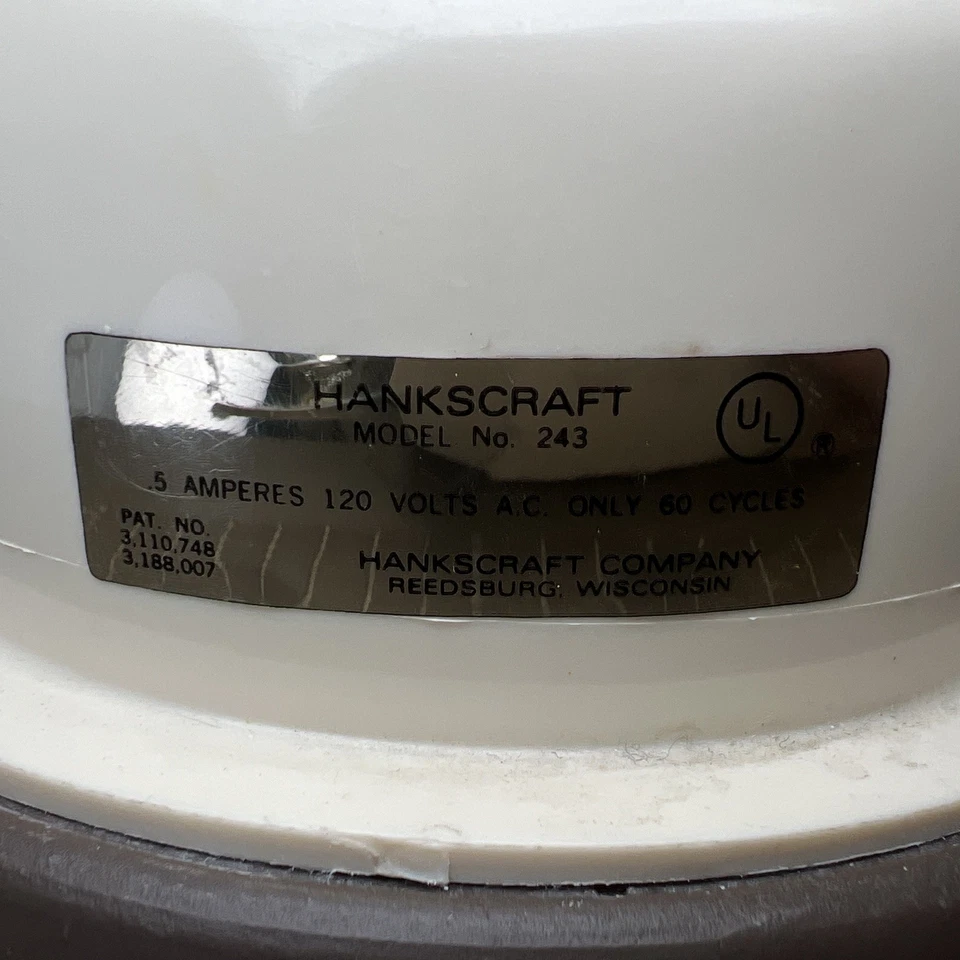 HANKSCRAFT
MODEL No. 243
UL
®
.5 AMPERES 120 VOLTS A.C. ONLY 60 CYCLES
PAT. NO.
3,110,748
3,188,007
HANKSCRAFT COMPANY
REEDSBURG, WISCONSIN